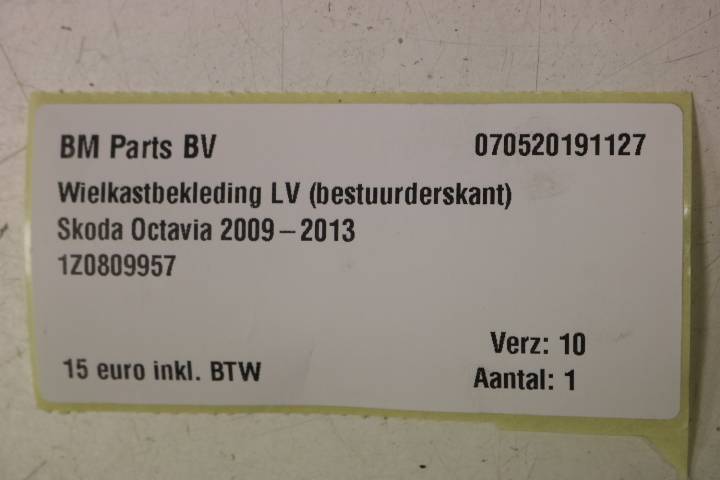 BM Parts BV 070520191127
Wielkastbekleding LV (bestuurderskant)
Skoda Octavia 2009 – 2013
1Z0809957
Verz: 10
15 euro inkl. BTW Aantal: 1